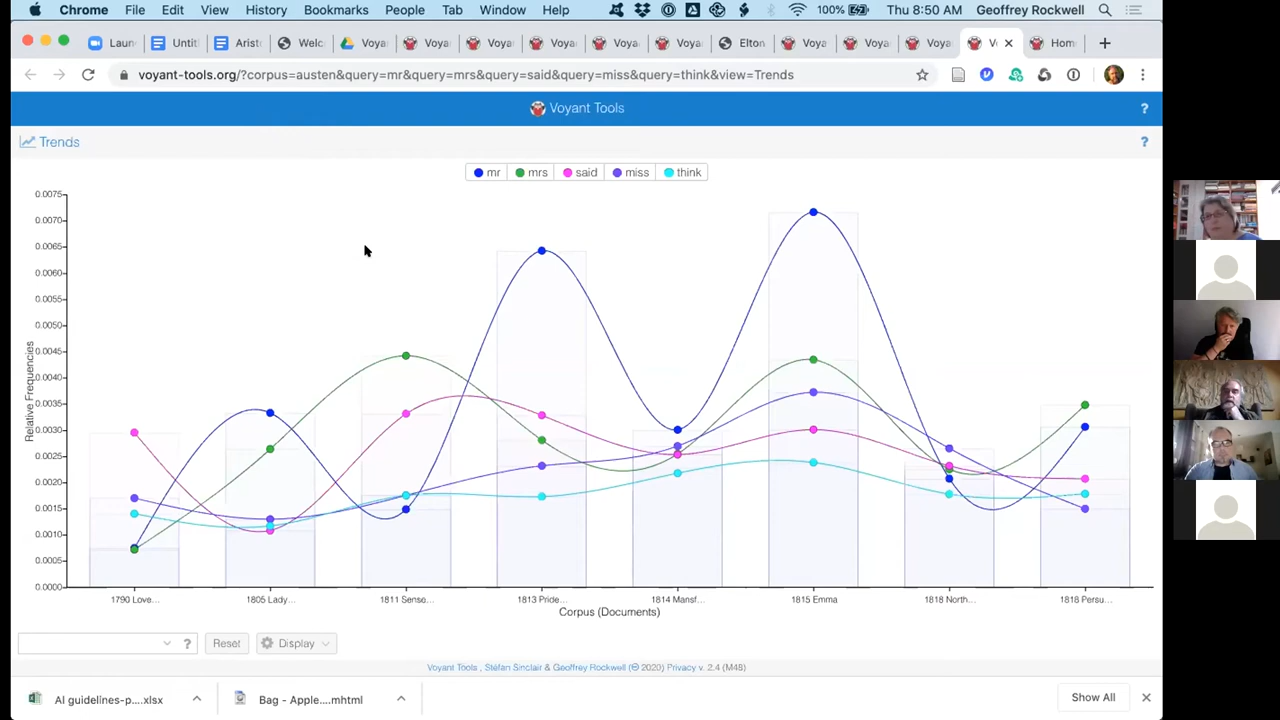 Chrome File Edit View History Bookmarks People Tab Window Help 100% Thu 8:50 AM Geoffrey Rockwell
Laun Untit Arist Welc Voya Voya Voya Voya Voya Voya Elton Voya Voya Voya V Hom
voyant-tools.org/?corpus=austen&query=mr&query=mrs&query=said&query=miss&query=think&view=Trends
Voyant Tools ?
Trends ?
mr mrs said miss think
0.0075
0.0070
0.0065
0.0060
0.0055
0.0050
0.0045
0.0040
0.0035
0.0030
0.0025
0.0020
0.0015
0.0010
0.0005
0.0000
Relative Frequencies
1790 Love... 1805 Lady... 1811 Sense... 1813 Pride... 1814 Mansf... 1815 Emma 1818 North... 1818 Persu...
Corpus (Documents)
? Reset Display
Voyant Tools , Stéfan Sinclair & Geoffrey Rockwell (© 2020) Privacy v. 2.4 (M48)
AI guidelines-p....xlsx Bag - Apple....mhtml Show All